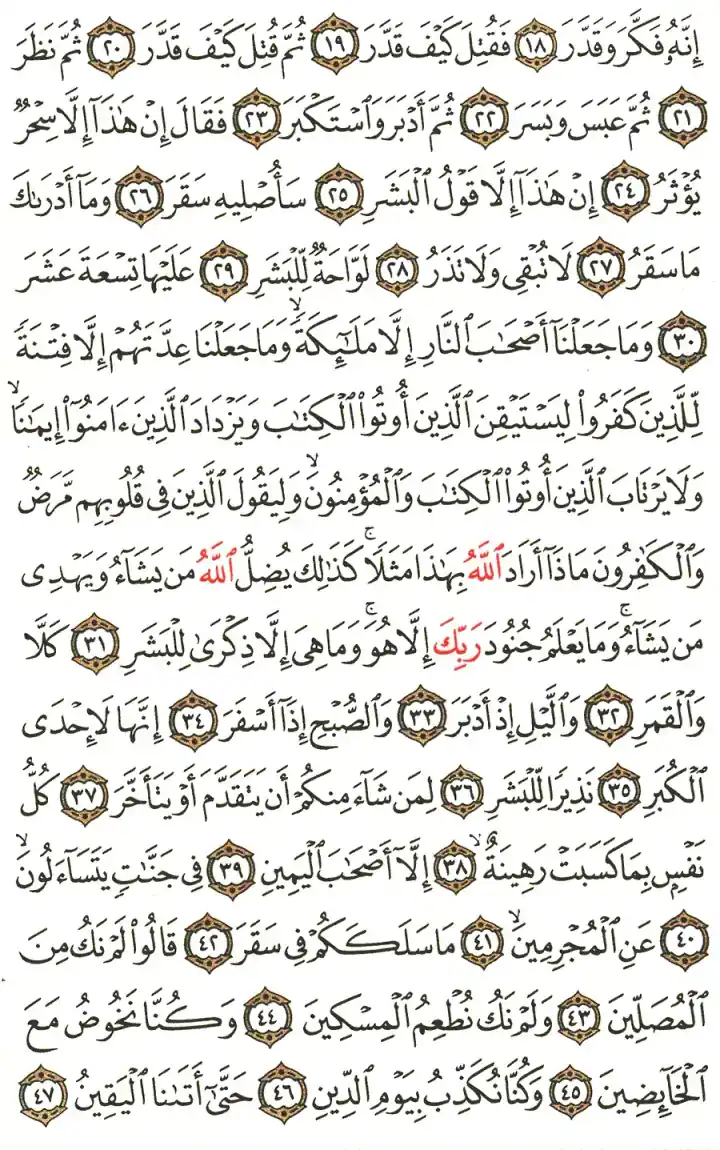 إِنَّهُۥ فَكَّرَ وَقَدَّرَ ١٨ فَقُتِلَ كَيۡفَ قَدَّرَ ١٩ ثُمَّ قُتِلَ كَيۡفَ قَدَّرَ ٢٠ ثُمَّ نَظَرَ
٢١ ثُمَّ عَبَسَ وَبَسَرَ ٢٢ ثُمَّ أَدۡبَرَ وَٱسۡتَكۡبَرَ ٢٣ فَقَالَ إِنۡ هَٰذَآ إِلَّا سِحۡرٞ
يُؤۡثَرُ ٢٤ إِنۡ هَٰذَآ إِلَّا قَوۡلُ ٱلۡبَشَرِ ٢٥ سَأُصۡلِيهِ سَقَرَ ٢٦ وَمَآ أَدۡرَىٰكَ
مَا سَقَرُ ٢٧ لَا تُبۡقِي وَلَا تَذَرُ ٢٨ لَوَّاحَةٞ لِّلۡبَشَرِ ٢٩ عَلَيۡهَا تِسۡعَةَ عَشَرَ
٣٠ وَمَا جَعَلۡنَآ أَصۡحَٰبَ ٱلنَّارِ إِلَّا مَلَٰٓئِكَةٗۙ وَمَا جَعَلۡنَا عِدَّتَهُمۡ إِلَّا فِتۡنَةٗ
لِّلَّذِينَ كَفَرُواْ لِيَسۡتَيۡقِنَ ٱلَّذِينَ أُوتُواْ ٱلۡكِتَٰبَ وَيَزۡدَادَ ٱلَّذِينَ ءَامَنُوٓاْ إِيمَٰنٗاۙ
وَلَا يَرۡتَابَ ٱلَّذِينَ أُوتُواْ ٱلۡكِتَٰبَ وَٱلۡمُؤۡمِنُونَۙ وَلِيَقُولَ ٱلَّذِينَ فِي قُلُوبِهِم مَّرَضٞ
وَٱلۡكَٰفِرُونَ مَاذَآ أَرَادَ ٱللَّهُ بِهَٰذَا مَثَلٗاۚ كَذَٰلِكَ يُضِلُّ ٱللَّهُ مَن يَشَآءُ وَيَهۡدِي
مَن يَشَآءُۚ وَمَا يَعۡلَمُ جُنُودَ رَبِّكَ إِلَّا هُوَۚ وَمَا هِيَ إِلَّا ذِكۡرَىٰ لِلۡبَشَرِ ٣١ كَلَّا
وَٱلۡقَمَرِ ٣٢ وَٱلَّيۡلِ إِذۡ أَدۡبَرَ ٣٣ وَٱلصُّبۡحِ إِذَآ أَسۡفَرَ ٣٤ إِنَّهَا لَإِحۡدَى
ٱلۡكُبَرِ ٣٥ نَذِيرٗا لِّلۡبَشَرِ ٣٦ لِمَن شَآءَ مِنكُمۡ أَن يَتَقَدَّمَ أَوۡ يَتَأَخَّرَ ٣٧ كُلُّ
نَفۡسِۭ بِمَا كَسَبَتۡ رَهِينَةٌۙ ٣٨ إِلَّآ أَصۡحَٰبَ ٱلۡيَمِينِ ٣٩ فِي جَنَّٰتٖ يَتَسَآءَلُونَۙ
٤٠ عَنِ ٱلۡمُجۡرِمِينَۙ ٤١ مَا سَلَكَكُمۡ فِي سَقَرَ ٤٢ قَالُواْ لَمۡ نَكُ مِنَ
ٱلۡمُصَلِّينَ ٤٣ وَلَمۡ نَكُ نُطۡعِمُ ٱلۡمِسۡكِينَ ٤٤ وَكُنَّا نَخُوضُ مَعَ
ٱلۡخَآئِضِينَ ٤٥ وَكُنَّا نُكَذِّبُ بِيَوۡمِ ٱلدِّينِ ٤٦ حَتَّىٰٓ أَتَىٰنَا ٱلۡيَقِينُ ٤٧